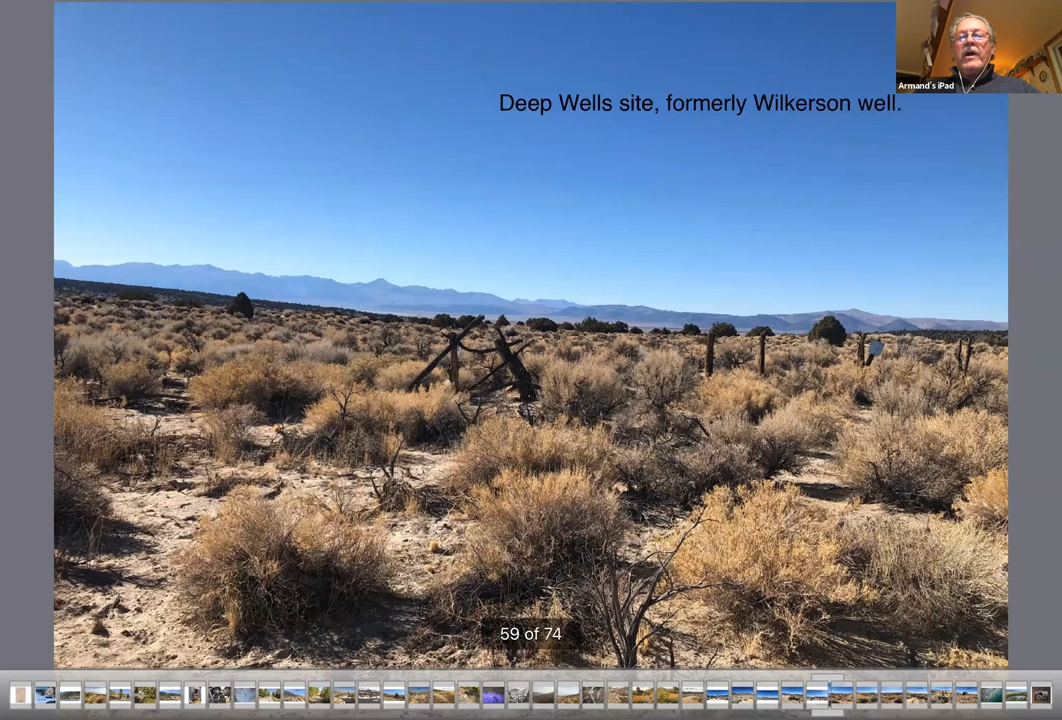 Armand's iPad
Deep Wells site, formerly Wilkerson well.
59 of 74